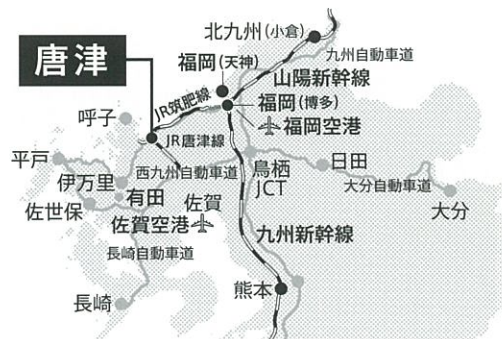 北九州(小倉)
九州自動車道
唐津
福岡(天神)
山陽新幹線
JR筑肥線
福岡(博多)
福岡空港
呼子
JR唐津線
平戸
西九州自動車道
鳥栖
JCT
日田
伊万里
有田
佐賀
大分自動車道
佐世保
大分
佐賀空港
九州新幹線
長崎自動車道
長崎
熊本